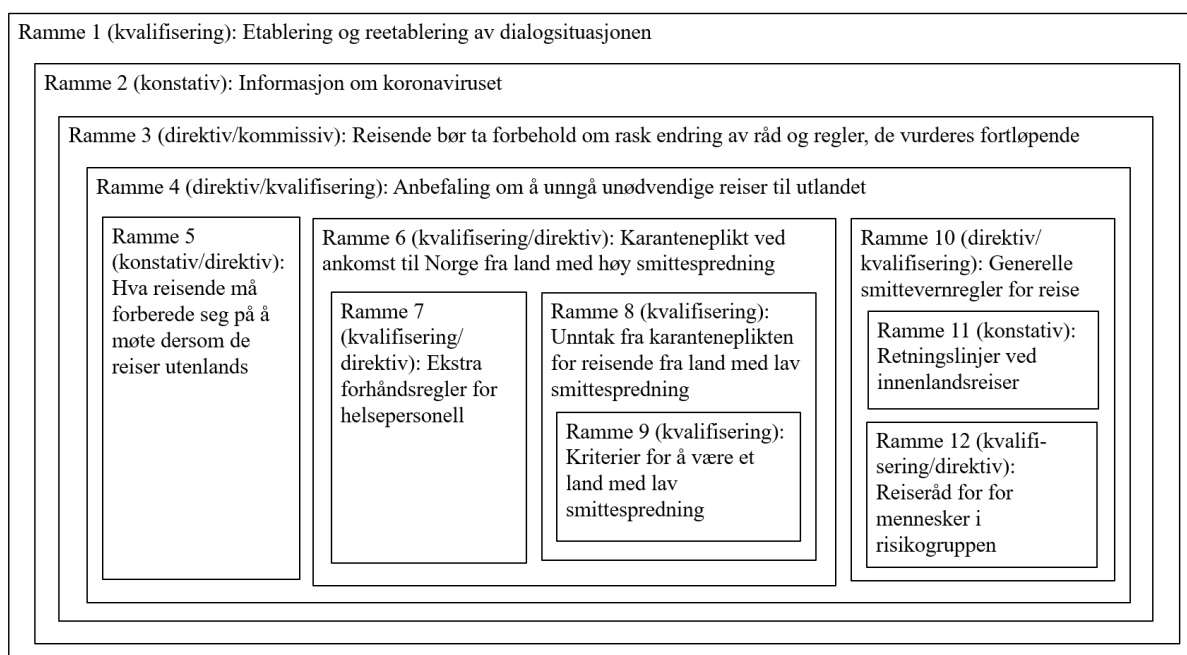 Ramme 1 (kvalifisering): Etablering og reetablering av dialogsituasjonen
Ramme 2 (konstativ): Informasjon om koronaviruset
Ramme 3 (direktiv/kommissiv): Reisende bør ta forbehold om rask endring av råd og regler, de vurderes fortløpende
Ramme 4 (direktiv/kvalifisering): Anbefaling om å unngå unødvendige reiser til utlandet
Ramme 5
(konstativ/direktiv):
Hva reisende må
forberede seg på å
møte dersom de
reiser utenlands
Ramme 6 (kvalifisering/direktiv): Karanteneplikt ved
ankomst til Norge fra land med høy smittespredning
Ramme 7
(kvalifisering/
direktiv): Ekstra
forhåndsregler for
helsepersonell
Ramme 8 (kvalifisering):
Unntak fra karanteneplikten
for reisende fra land med lav
smittespredning
Ramme 9 (kvalifisering):
Kriterier for å være et
land med lav
smittespredning
Ramme 10 (direktiv/
kvalifisering): Generelle
smittevernregler for reise
Ramme 11 (konstativ):
Retningslinjer ved
innenlandsreiser
Ramme 12 (kvalifi-
sering/direktiv):
Reiseråd for for
mennesker i
risikogruppen